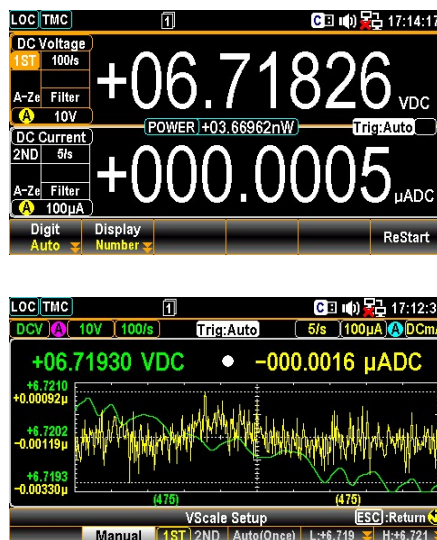 LOC TMC 1 C 17:14:17
DC Voltage
1ST 100/s
A-Ze Filter
A 10V
+06.71826 VDC
POWER +03.66962nW Trig:Auto
DC Current
2ND 5/s
A-Ze Filter
A 100µA
+000.0005 µADC
Digit Display ReStart
Auto Number
LOC TMC 1 C 17:12:3
DCV A 10V 100/s Trig:Auto 5/s 100µA A DCm
+06.71930 VDC -000.0016 µADC
+6.7210
+0.00092µ
+6.7202
-0.00119µ
+6.7193
-0.00330µ
(475) (475)
VScale Setup ESC:Return
Manual 1ST 2ND Auto(Once) L:+6.719 H:+6.721